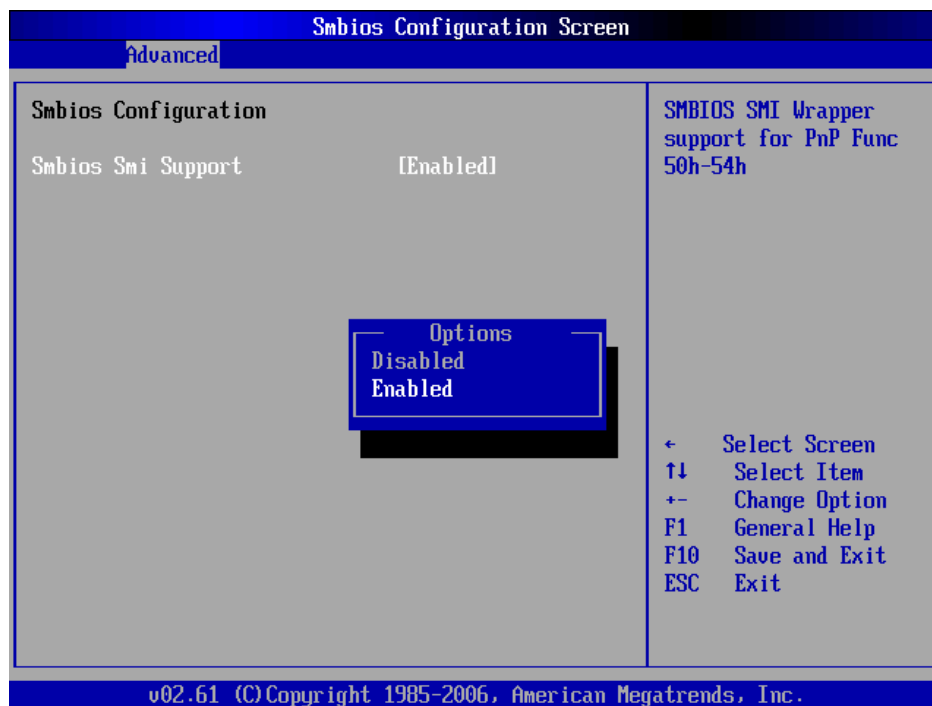 Smbios Configuration Screen
Advanced
Smbios Configuration
Smbios Smi Support [Enabled]
SMBIOS SMI Wrapper
support for PnP Func
50h-54h
Options
Disabled
Enabled
← Select Screen
↑↓ Select Item
+- Change Option
F1 General Help
F10 Save and Exit
ESC Exit
v02.61 (C)Copyright 1985-2006, American Megatrends, Inc.